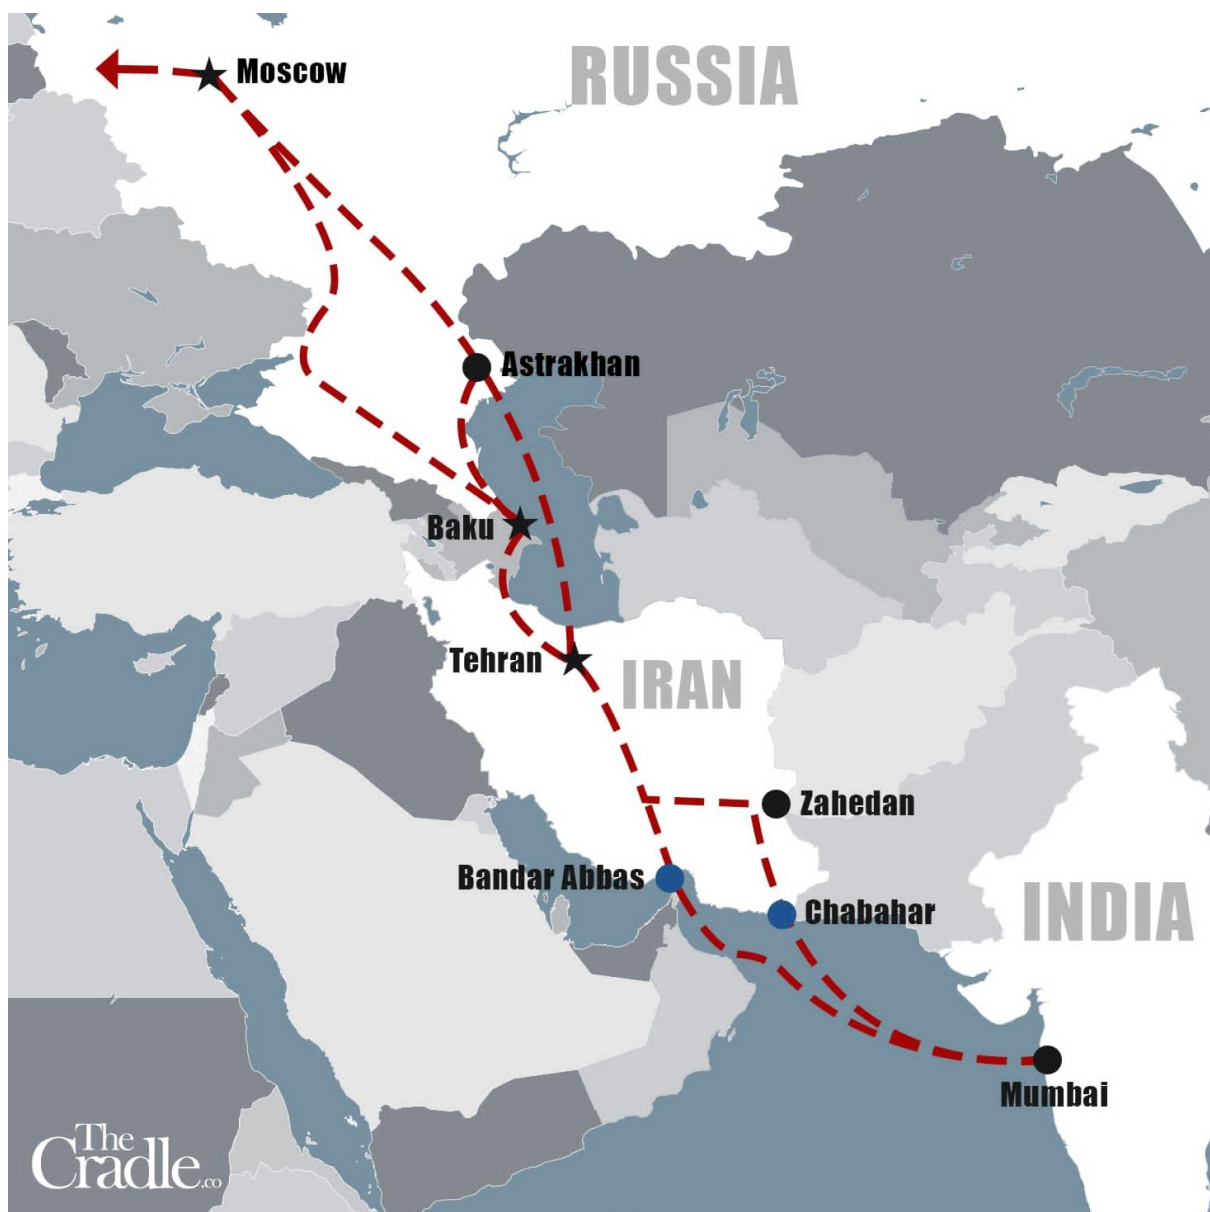 Moscow
RUSSIA
Astrakhan
Baku
Tehran
IRAN
Zahedan
Bandar Abbas
Chabahar
INDIA
Mumbai
The
Cradle.co